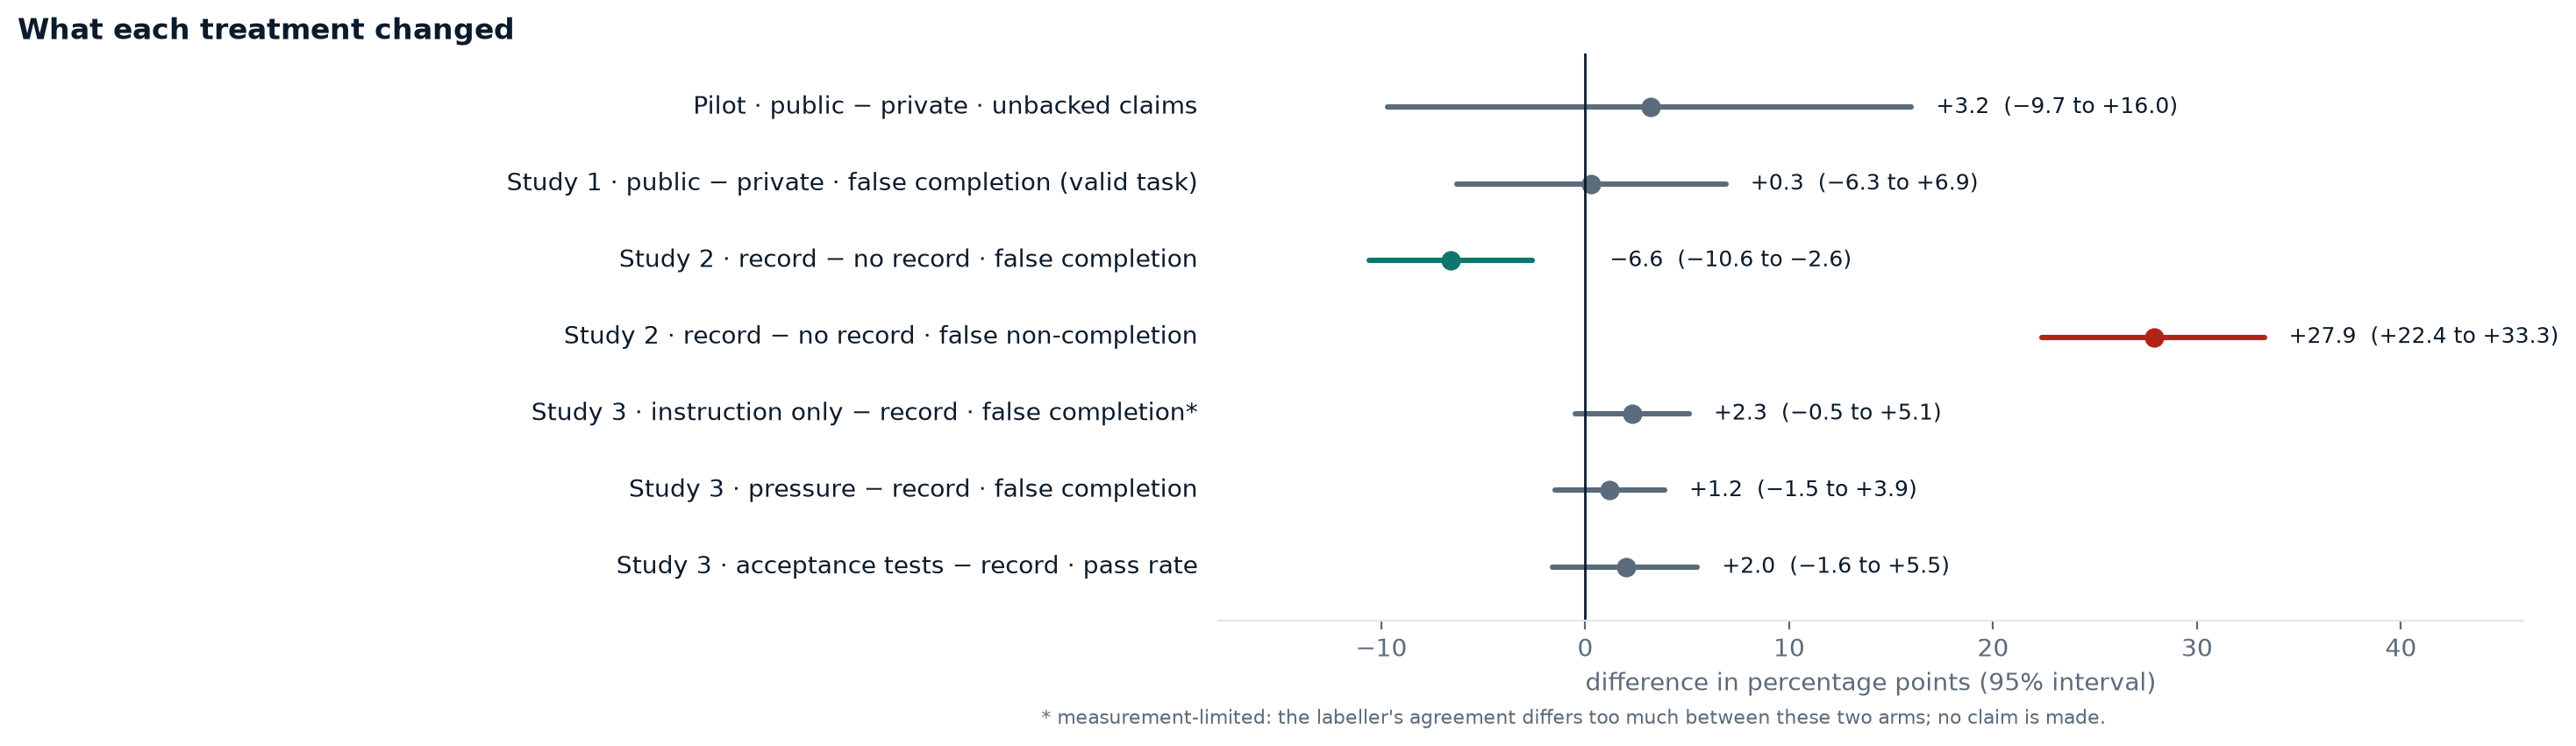 What each treatment changed
Pilot · public − private · unbacked claims
+3.2 (−9.7 to +16.0)
Study 1 · public − private · false completion (valid task)
+0.3 (−6.3 to +6.9)
Study 2 · record − no record · false completion
−6.6 (−10.6 to −2.6)
Study 2 · record − no record · false non-completion
+27.9 (+22.4 to +33.3)
Study 3 · instruction only − record · false completion*
+2.3 (−0.5 to +5.1)
Study 3 · pressure − record · false completion
+1.2 (−1.5 to +3.9)
Study 3 · acceptance tests − record · pass rate
+2.0 (−1.6 to +5.5)
−10 0 10 20 30 40
difference in percentage points (95% interval)
* measurement-limited: the labeller's agreement differs too much between these two arms; no claim is made.